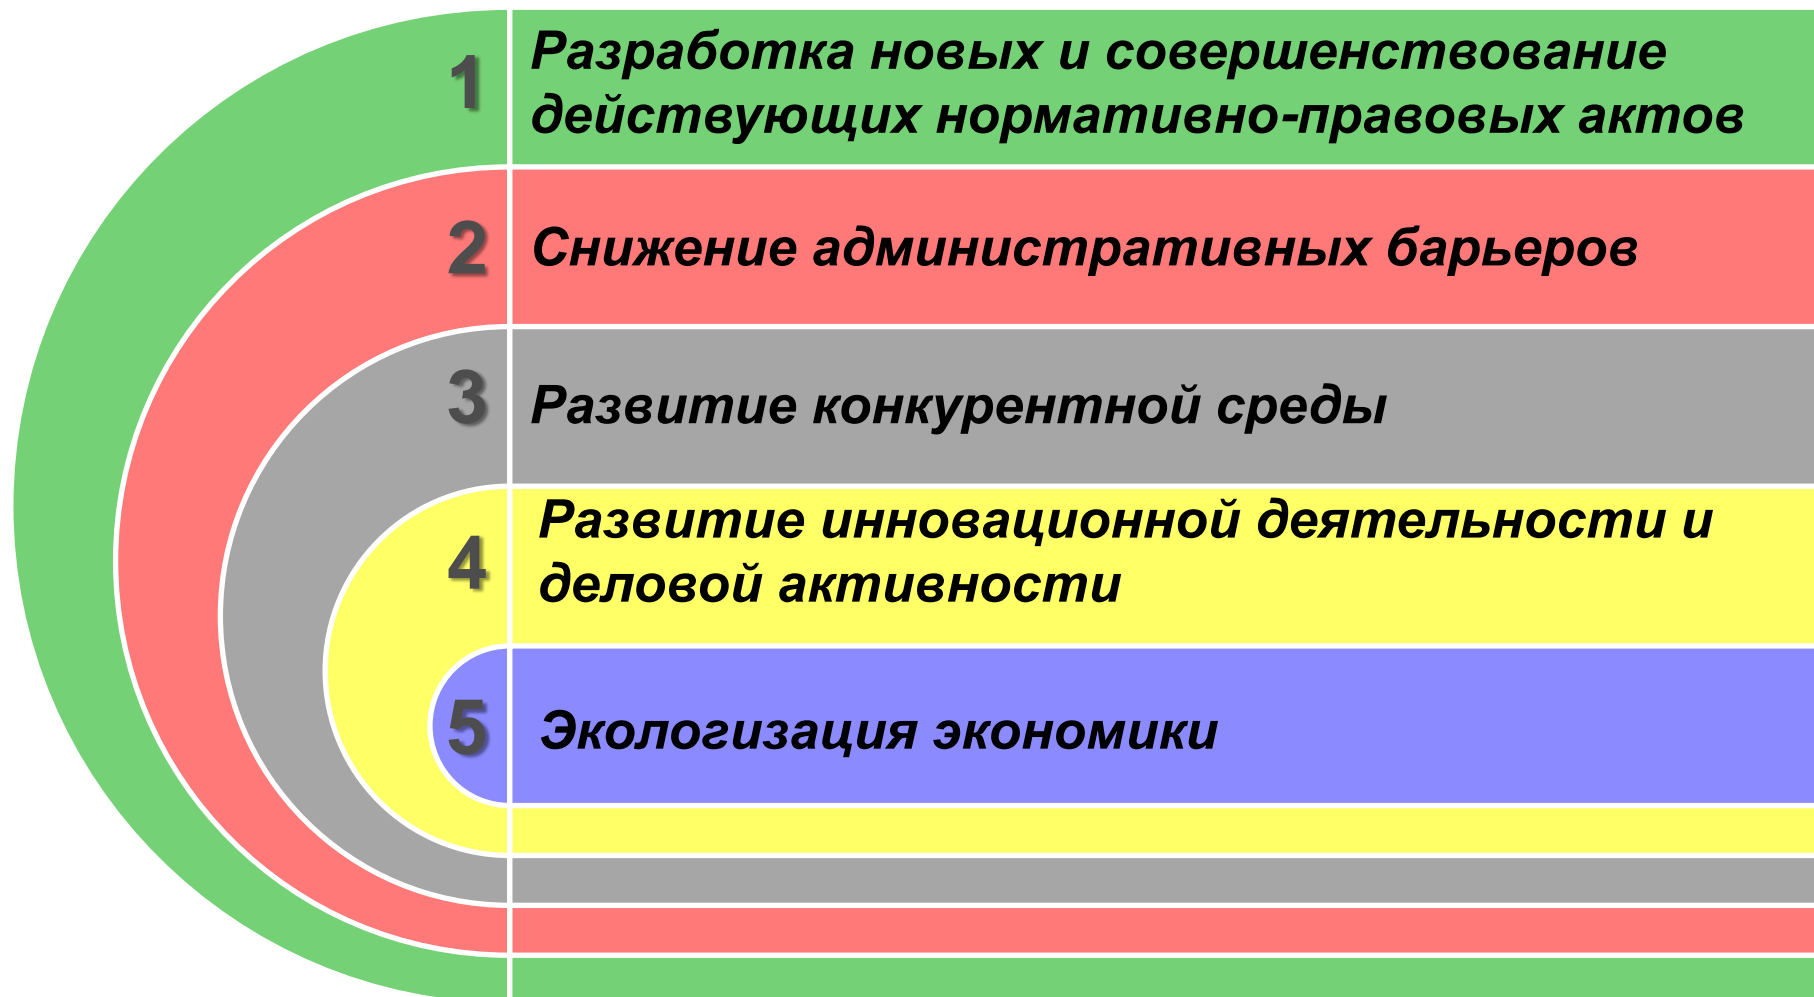 1
Разработка новых и совершенствование
действующих нормативно-правовых актов
2
Снижение административных барьеров
3
Развитие конкурентной среды
4
Развитие инновационной деятельности и
деловой активности
5
Экологизация экономики